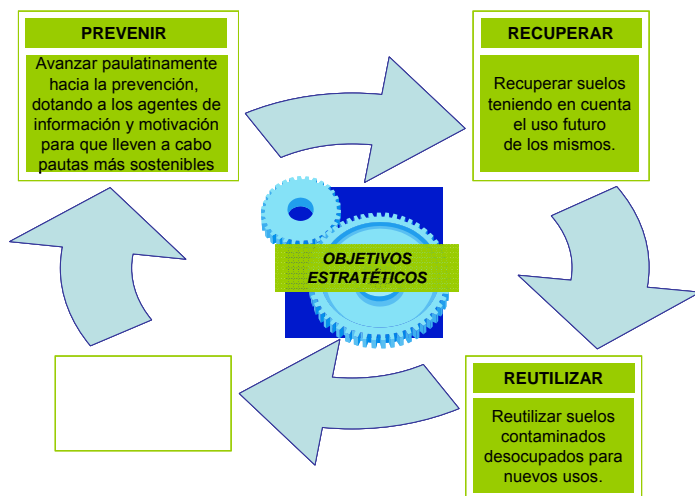 PREVENIR
Avanzar paulatinamente
hacia la prevención,
dotando a los agentes de
información y motivación
para que lleven a cabo
pautas más sostenibles
RECUPERAR
Recuperar suelos
teniendo en cuenta
el uso futuro
de los mismos.
OBJETIVOS
ESTRATÉTICOS
REUTILIZAR
Reutilizar suelos
contaminados
desocupados para
nuevos usos.